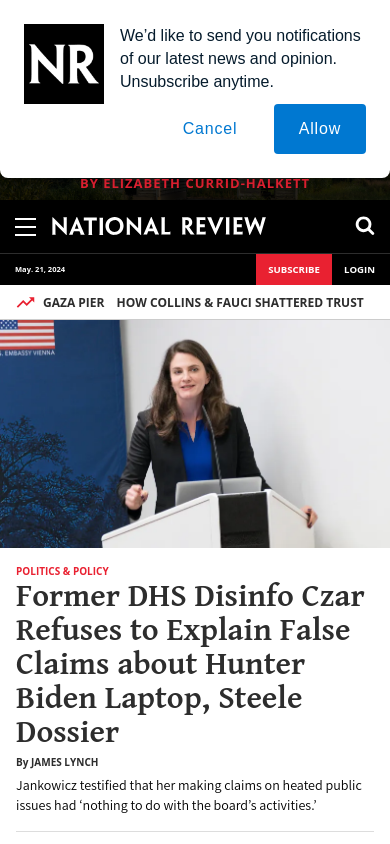 NR
We’d like to send you notifications
of our latest news and opinion.
Unsubscribe anytime.
Cancel
Allow
BY ELIZABETH CURRID-HALKETT
NATIONAL REVIEW
May. 21, 2024
SUBSCRIBE
LOGIN
GAZA PIER
HOW COLLINS & FAUCI SHATTERED TRUST
. EMBASSY VIENNA
POLITICS & POLICY
Former DHS Disinfo Czar
Refuses to Explain False
Claims about Hunter
Biden Laptop, Steele
Dossier
By JAMES LYNCH
Jankowicz testified that her making claims on heated public
issues had ‘nothing to do with the board’s activities.’